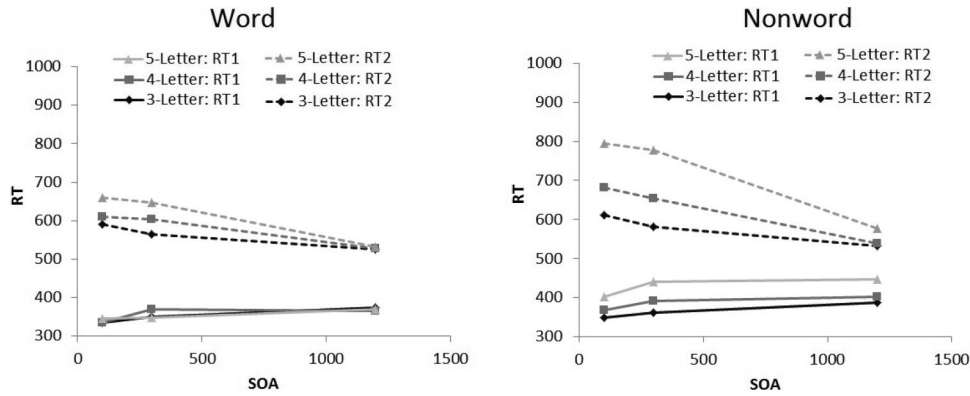 Word
5-Letter: RT1 5-Letter: RT2
4-Letter: RT1 4-Letter: RT2
3-Letter: RT1 3-Letter: RT2
1000
900
800
700
600
500
400
300
RT
0 500 1000 1500
SOA
Nonword
5-Letter: RT1 5-Letter: RT2
4-Letter: RT1 4-Letter: RT2
3-Letter: RT1 3-Letter: RT2
1000
900
800
700
600
500
400
300
RT
0 500 1000 1500
SOA